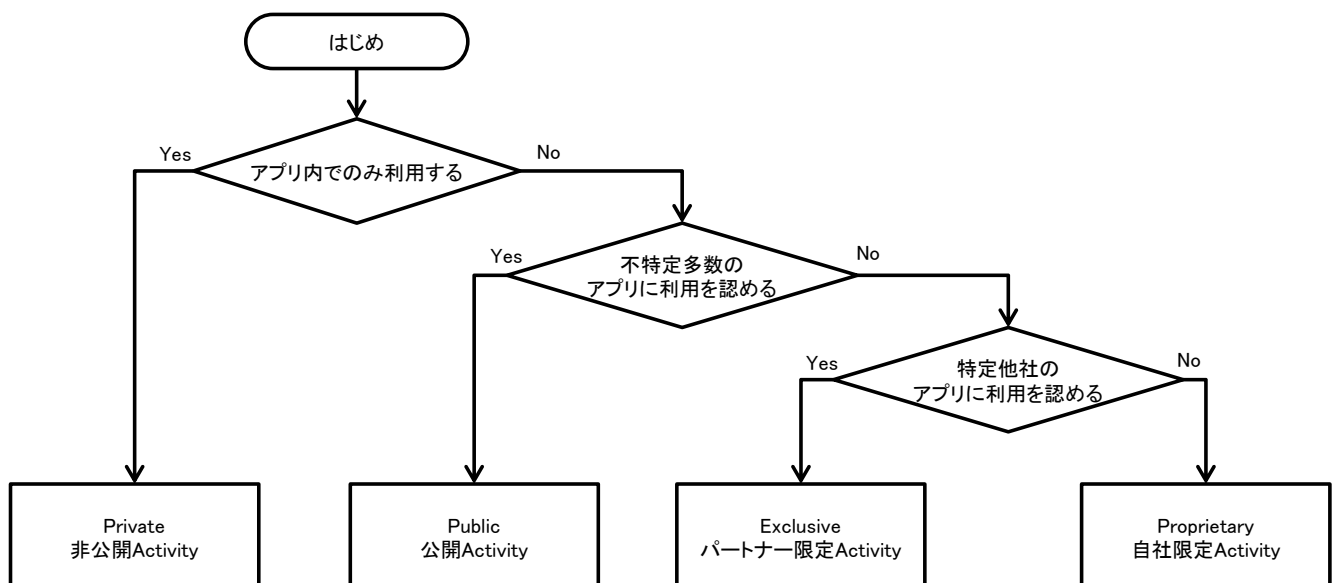 はじめ
Yes
アプリ内でのみ利用する
No
Yes
不特定多数の
アプリに利用を認める
No
Yes
特定他社の
アプリに利用を認める
No
Private
非公開Activity
Public
公開Activity
Exclusive
パートナー限定Activity
Proprietary
自社限定Activity